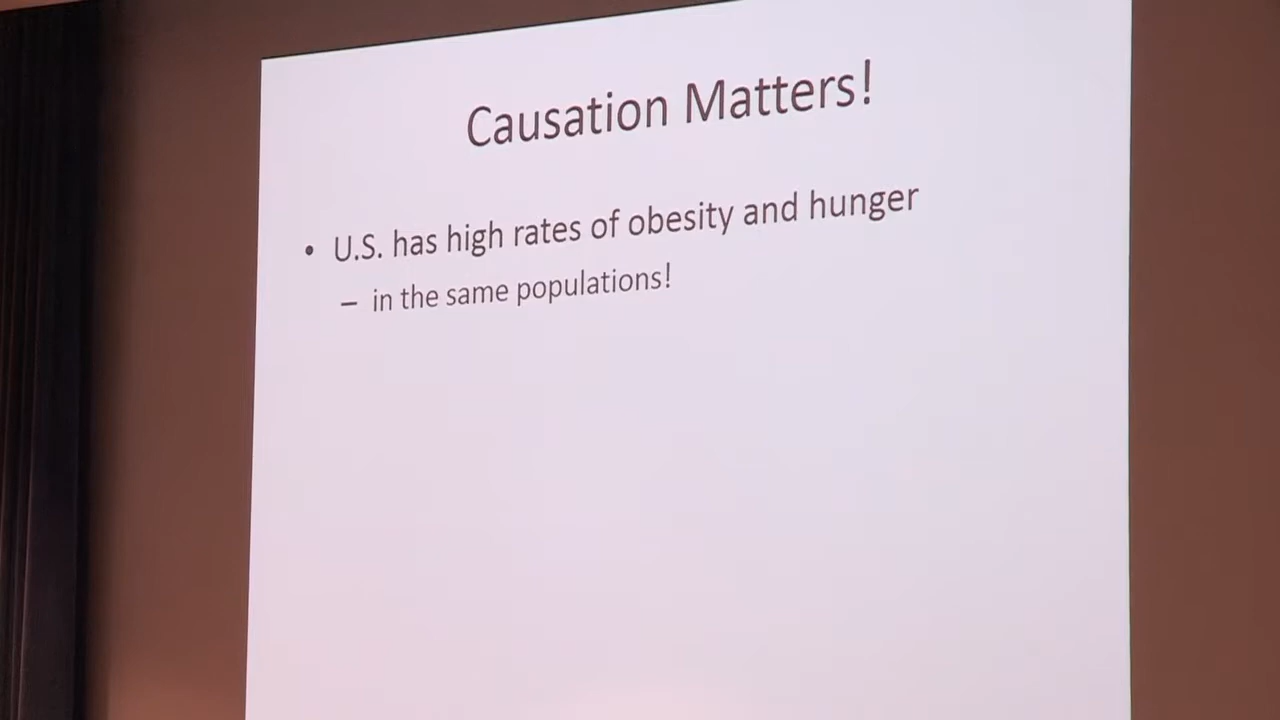 Causation Matters!
• U.S. has high rates of obesity and hunger
– in the same populations!